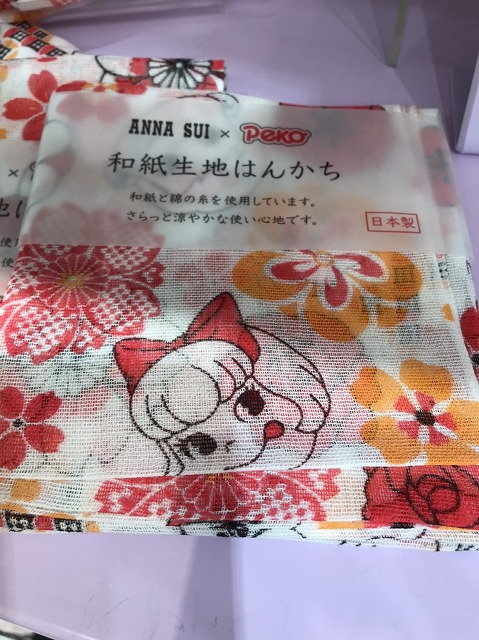 ANNA SUI × PeKo
和紙生地はんかち
和紙と綿の糸を使用しています。
さらっと涼やかな使い心地です。
日本製